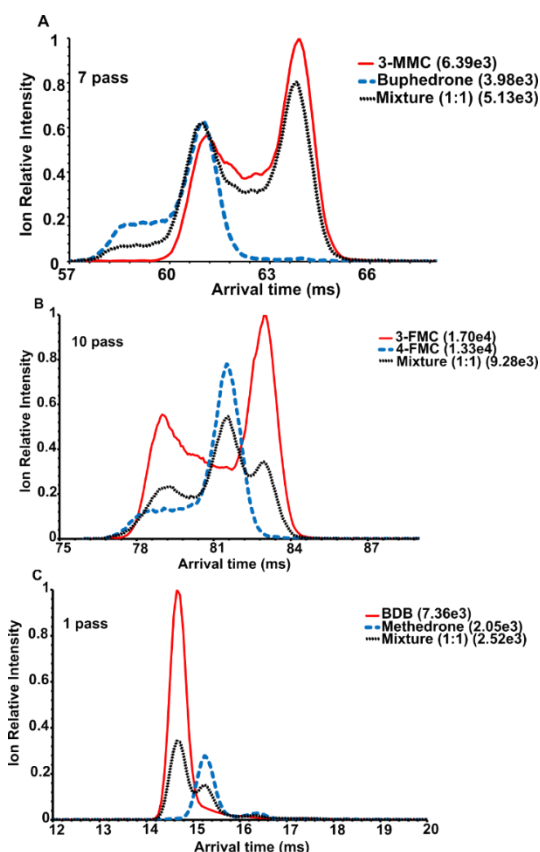 A
7 pass
3-MMC (6.39e3)
Buphedrone (3.98e3)
Mixture (1:1) (5.13e3)
Ion Relative Intensity
1
0.8
0.6
0.4
0.2
0
57
60
63
66
Arrival time (ms)
B
10 pass
3-FMC (1.70e4)
4-FMC (1.33e4)
Mixture (1:1) (9.28e3)
Ion Relative Intensity
1
0.8
0.6
0.4
0.2
0
75
78
81
84
87
Arrival time (ms)
C
1 pass
BDB (7.36e3)
Methedrone (2.05e3)
Mixture (1:1) (2.52e3)
Ion Relative Intensity
1
0.8
0.6
0.4
0.2
0
12
13
14
15
16
17
18
19
20
Arrival time (ms)